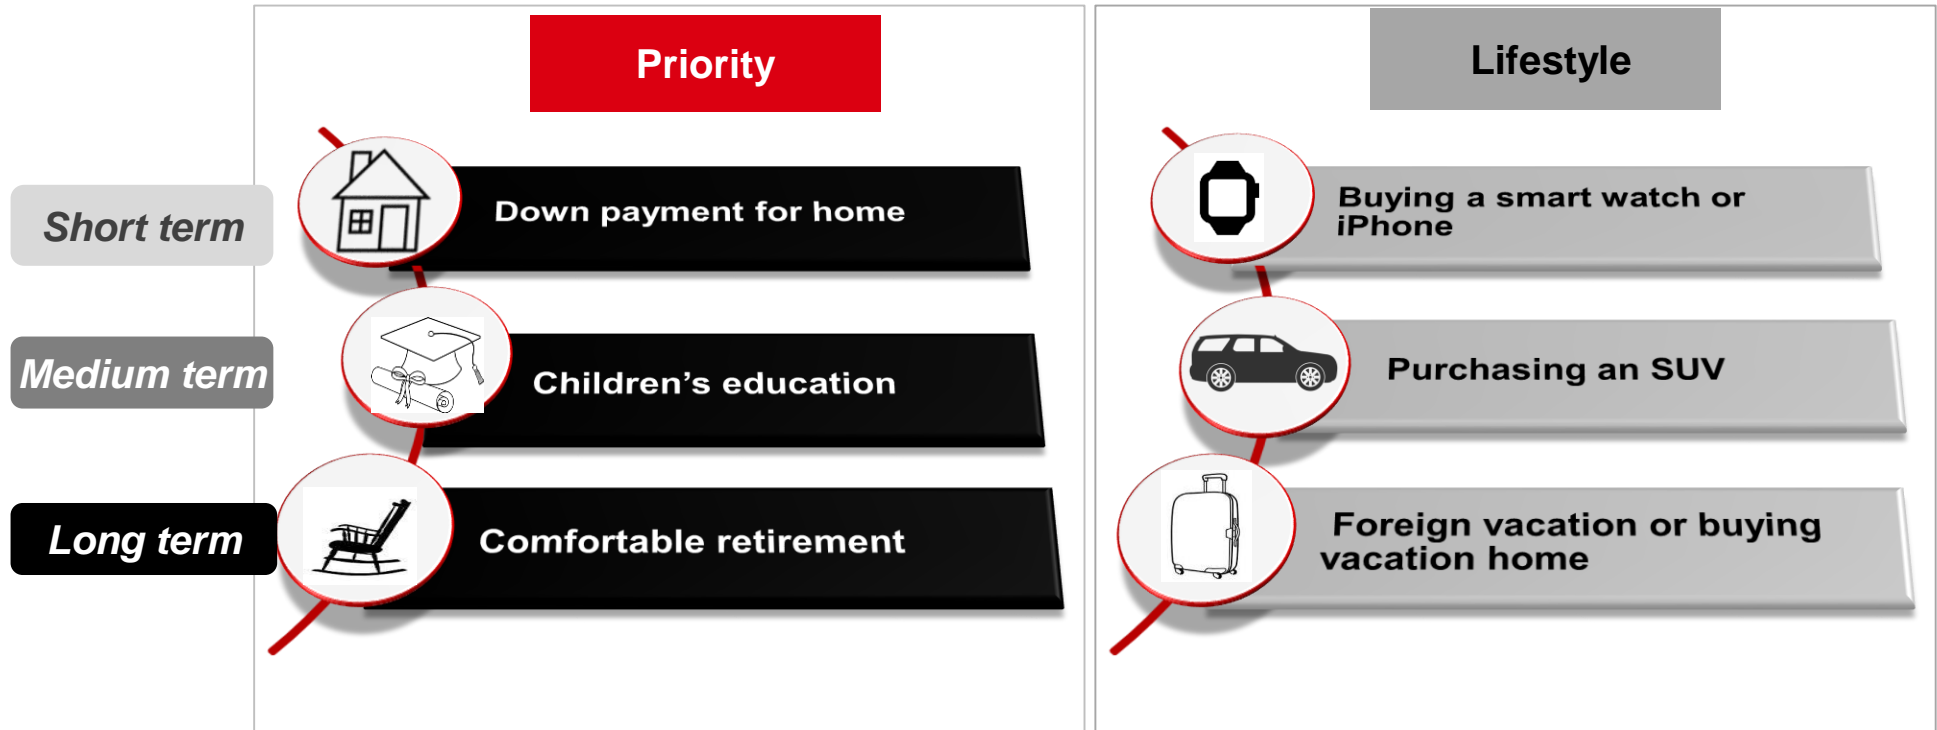 Priority
Lifestyle
Short term
Down payment for home
Buying a smart watch or
iPhone
Medium term
Children’s education
Purchasing an SUV
Long term
Comfortable retirement
Foreign vacation or buying
vacation home